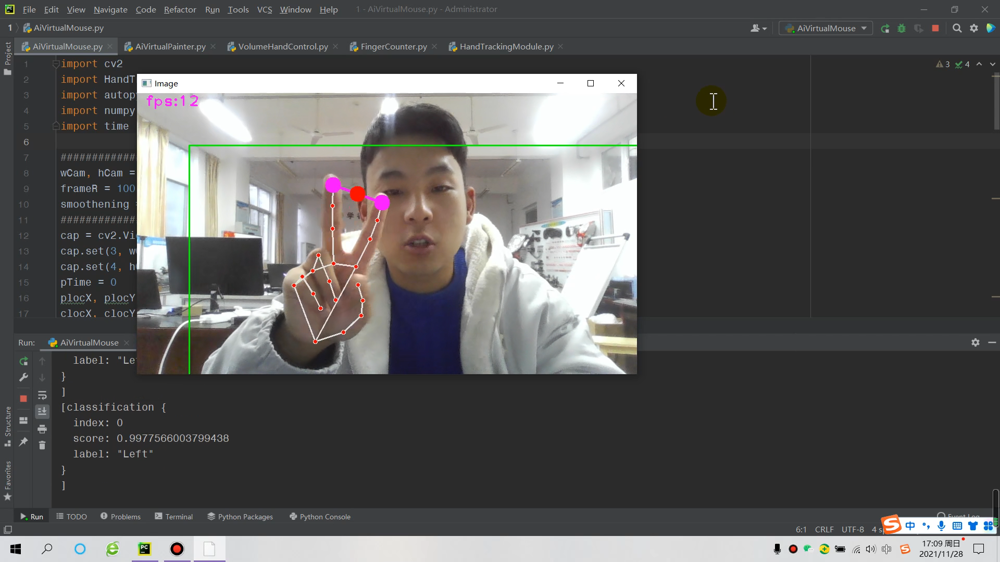 File Edit View Navigate Code Refactor Run Tools VCS Window Help 1 - AiVirtualMouse.py - Administrator
1 AiVirtualMouse.py AiVirtualMouse
AiVirtualMouse.py AiVirtualPainter.py VolumeHandControl.py FingerCounter.py HandTrackingModule.py
Project
3 4
1 import cv2
2 import HandT
3 import autop
4 import numpy
5 import time
6
7 ############
8 wCam, hCam =
9 frameR = 100
10 smoothening
11 ############
12 cap = cv2.Vi
13 cap.set(3, w
14 cap.set(4, h
15 pTime = 0
16 plocX, plocY
17 clocX, clocY
Image
fps:12
Run: AiVirtualMouse
label: "Le
}
]
[classification {
index: 0
score: 0.9977566003799438
label: "Left"
}
]
Structure
Favorites
Run TODO Problems Terminal Python Packages Python Console Event Log
6:1 CRLF UTF-8 4 s
中
17:09 周日
中 2021/11/28